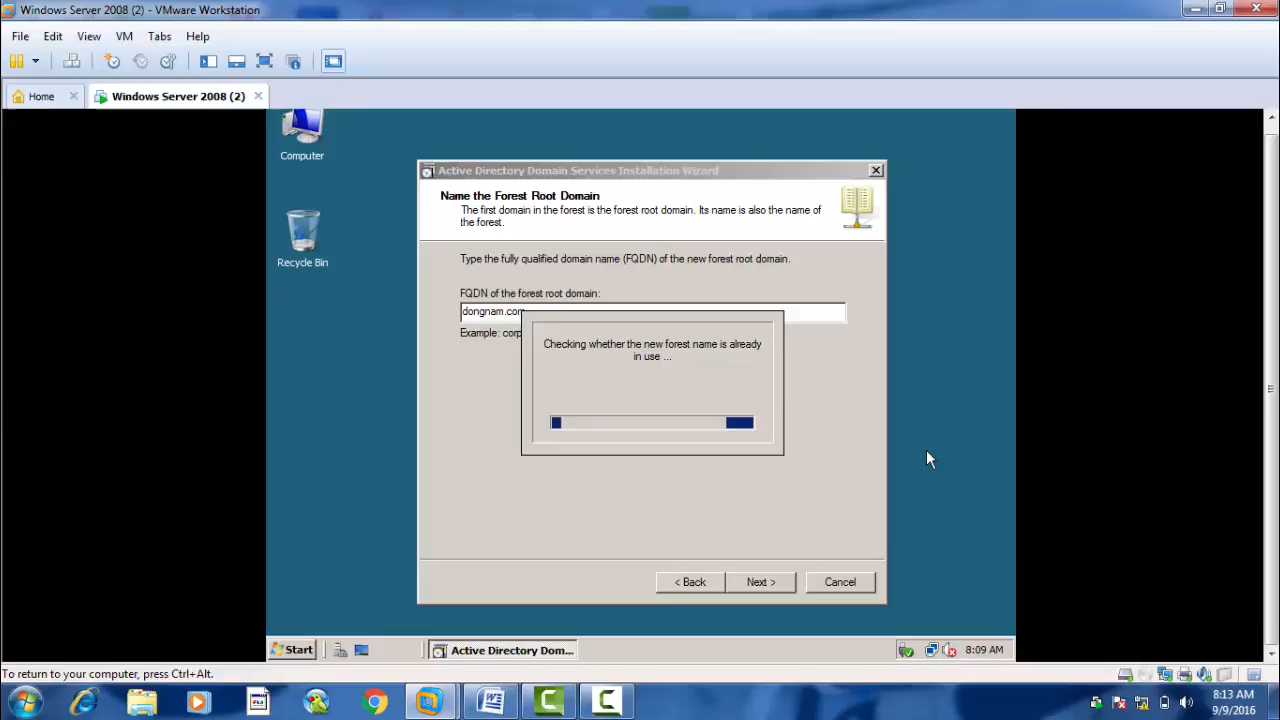 Windows Server 2008 (2) - VMware Workstation
File Edit View VM Tabs Help
Home
Windows Server 2008 (2)
Computer
Recycle Bin
Active Directory Domain Services Installation Wizard
Name the Forest Root Domain
The first domain in the forest is the forest root domain. Its name is also the name of
the forest.
Type the fully qualified domain name (FQDN) of the new forest root domain.
FQDN of the forest root domain:
dongnam.com
Example: corp
Checking whether the new forest name is already
in use ...
< Back Next > Cancel
Start
Active Directory Dom...
8:09 AM
To return to your computer, press Ctrl+Alt.
8:13 AM
9/9/2016